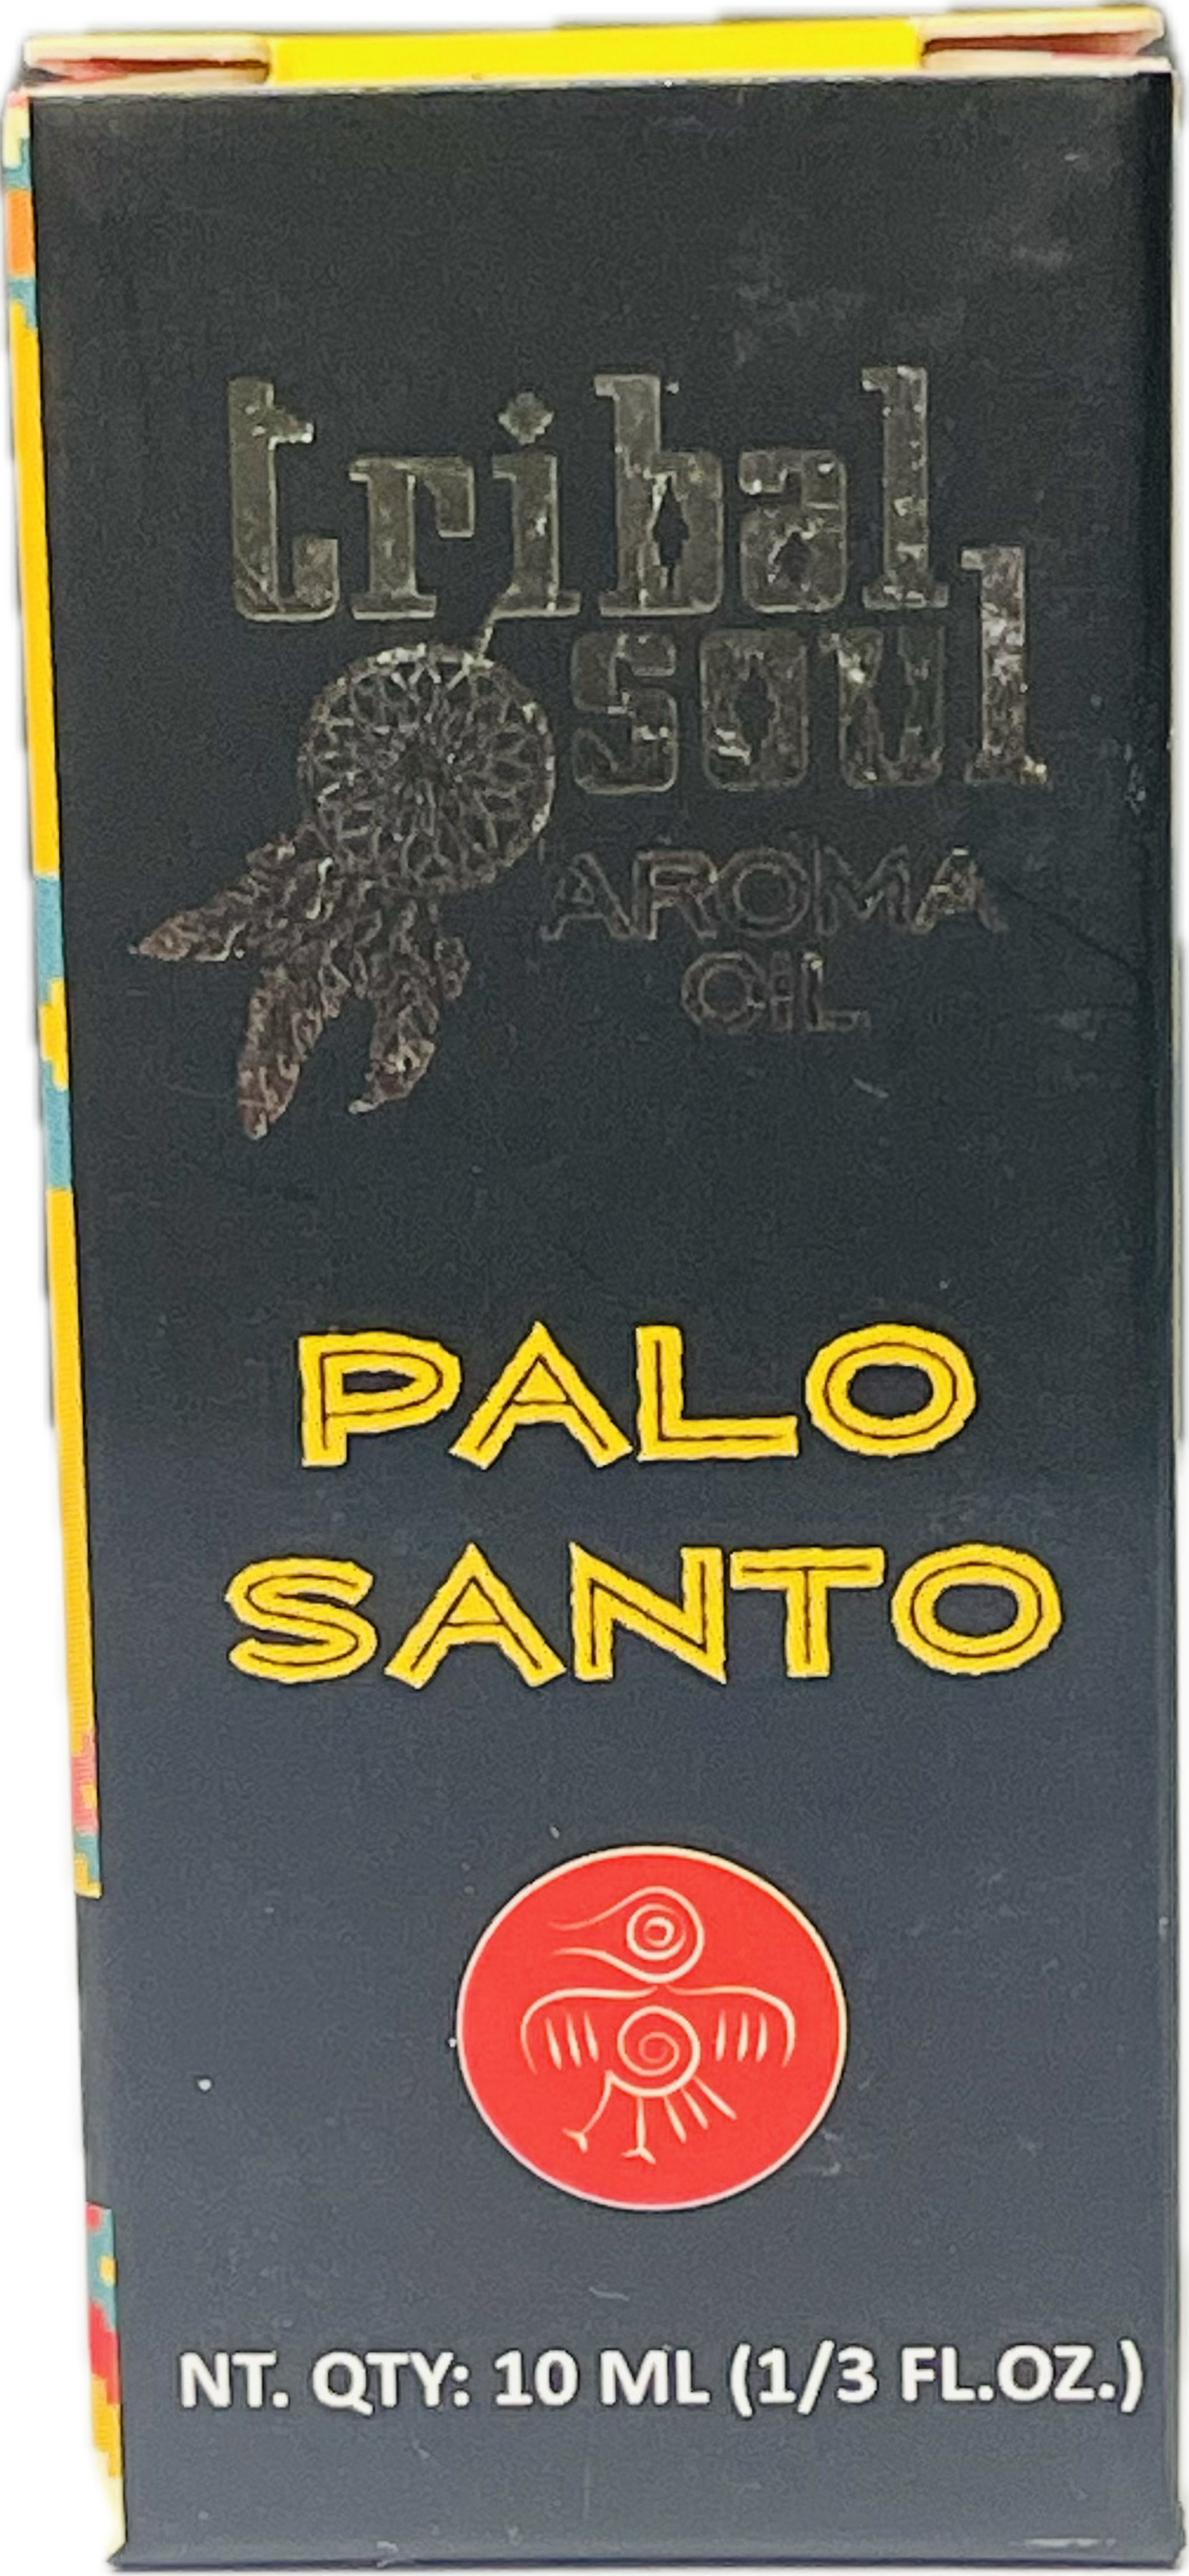 tribal
soul
AROMA
OIL
PALO
SANTO
NT. QTY: 10 ML (1/3 FL.OZ.)